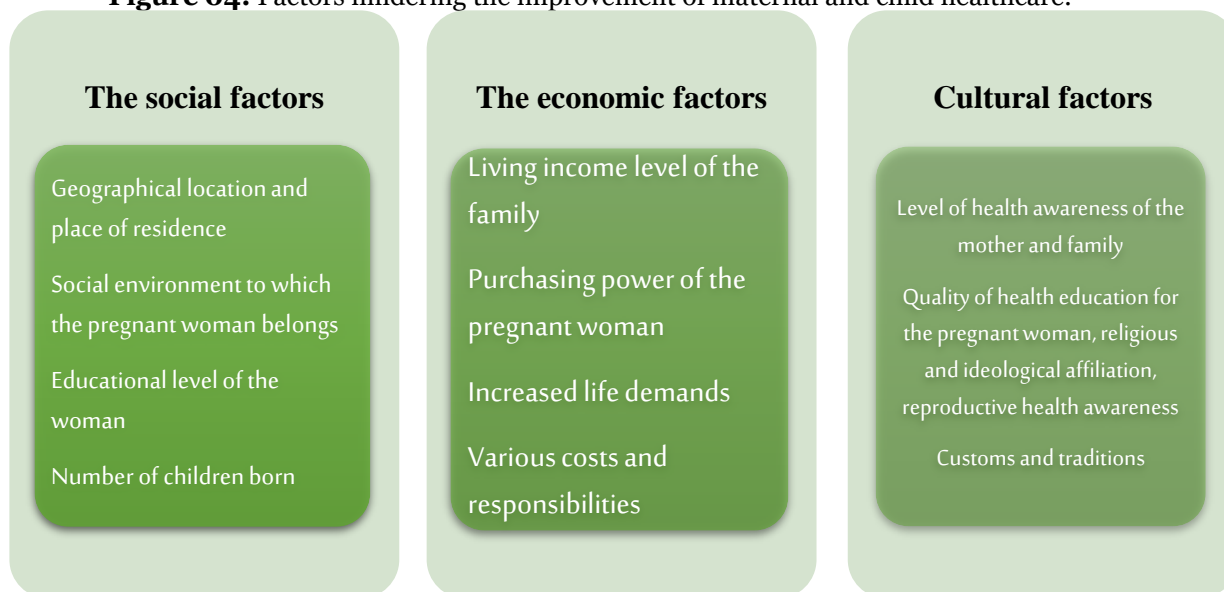 Figure 04: Factors hindering the improvement of maternal and child healthcare.
The social factors
Geographical location and
place of residence
Social environment to which
the pregnant woman belongs
Educational level of the
woman
Number of children born
The economic factors
Living income level of the
family
Purchasing power of the
pregnant woman
Increased life demands
Various costs and
responsibilities
Cultural factors
Level of health awareness of the
mother and family
Quality of health education for
the pregnant woman, religious
and ideological affiliation,
reproductive health awareness
Customs and traditions